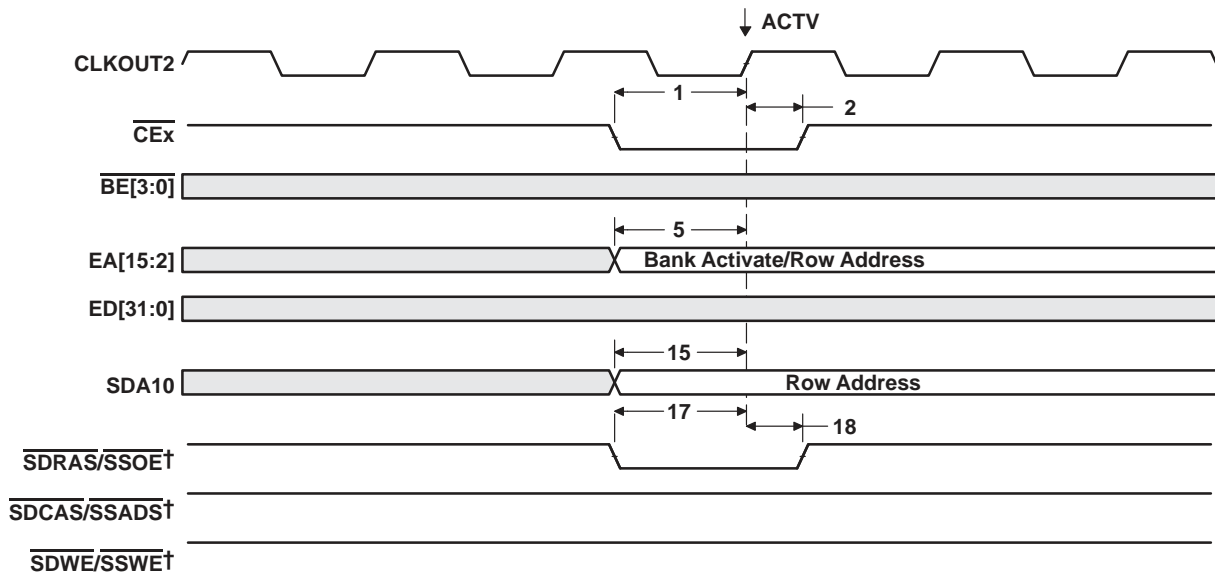 ACTV
CLKOUT2
1
2
CEx
BE[3:0]
5
EA[15:2]
Bank Activate/Row Address
ED[31:0]
15
SDA10
Row Address
17
18
SDRAS/SSOE†
SDCAS/SSADS†
SDWE/SSWE†